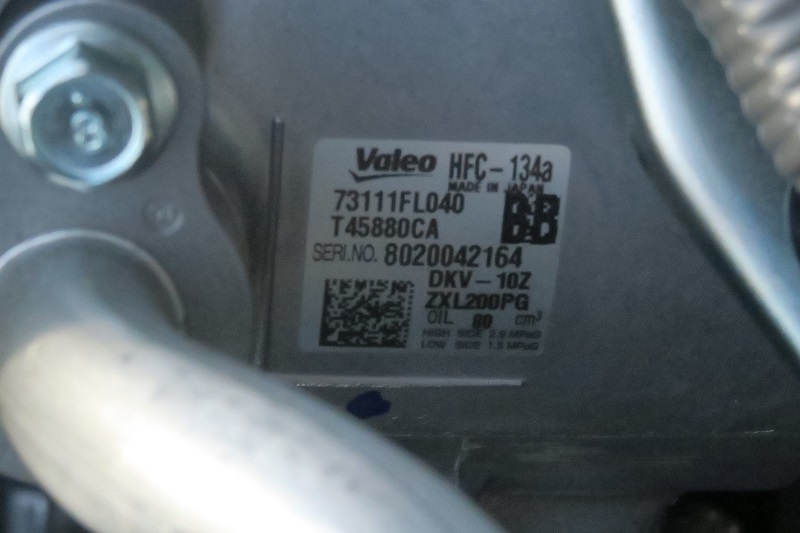 8
Valeo HFC-134a
MADE IN JAPAN
73111FL040
T45880CA BB
SERI.NO. 8020042164
DKV-10Z
ZXL200PG
OIL 80 cm³
HIGH SIDE 2.9 MPaG
LOW SIDE 1.5 MPaG